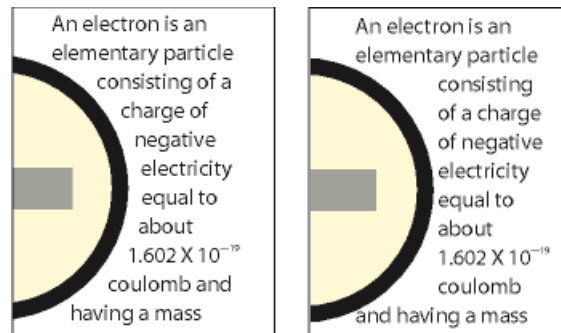 An electron is an
elementary particle
consisting of a
charge of
negative
electricity
equal to
about
1.602 X 10⁻¹⁹
coulomb and
having a mass
An electron is an
elementary particle
consisting
of a charge
of negative
electricity
equal to
about
1.602 X 10⁻¹⁹
coulomb
and having a mass